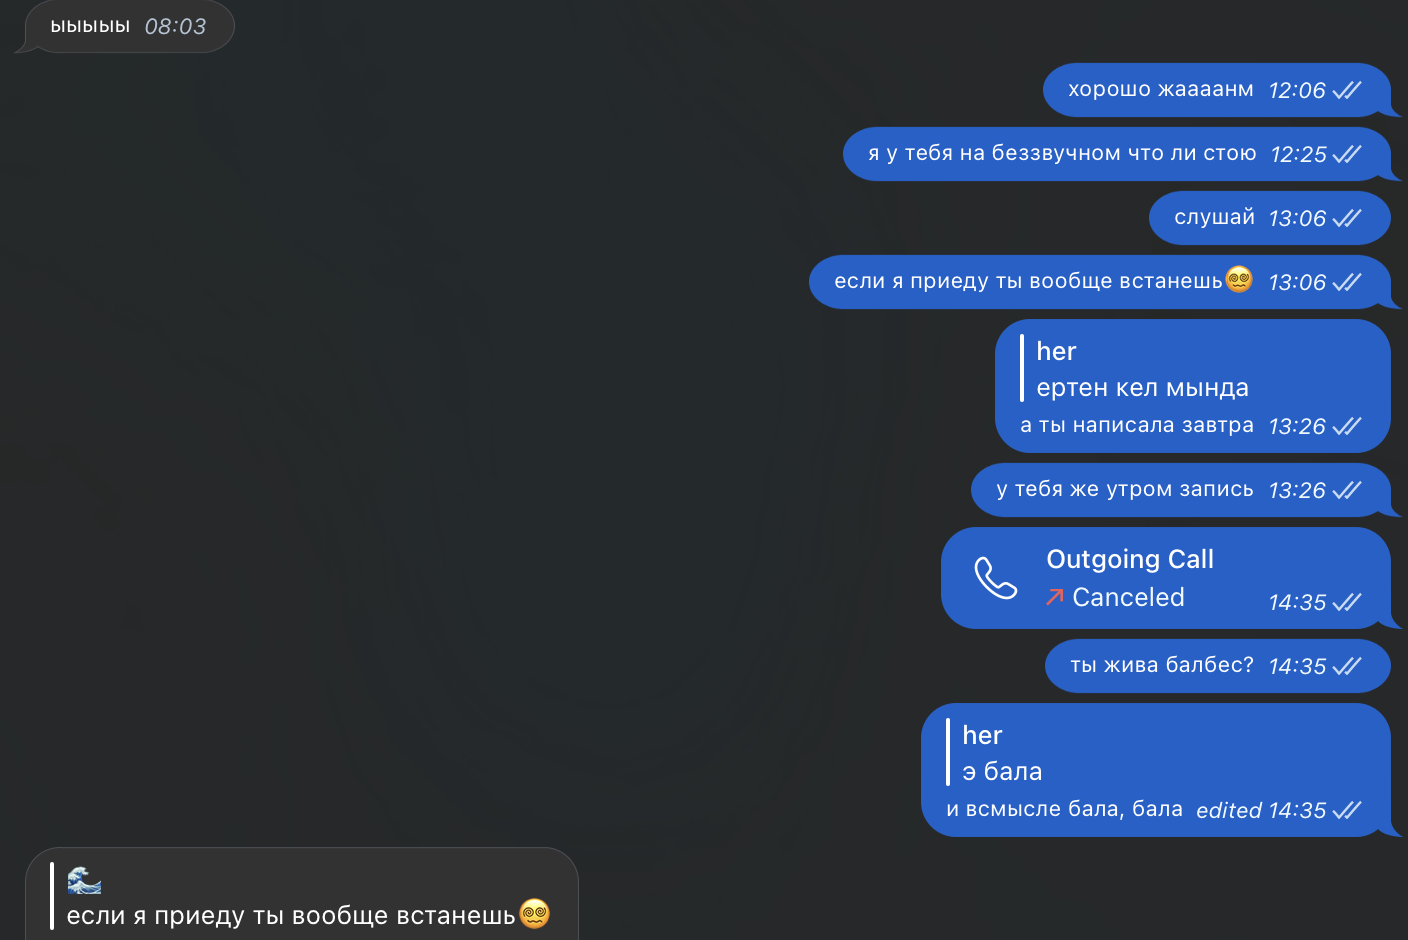 ыыыыы 08:03
хорошо жааааанм 12:06
я у тебя на беззвучном что ли стою 12:25
слушай 13:06
если я приеду ты вообще встанешь😵‍💫 13:06
her
ертен кел мында
а ты написала завтра 13:26
у тебя же утром запись 13:26
Outgoing Call
Canceled 14:35
ты жива балбес? 14:35
her
э бала
и всмысле бала, бала edited 14:35
🌊
если я приеду ты вообще встанешь😵‍💫